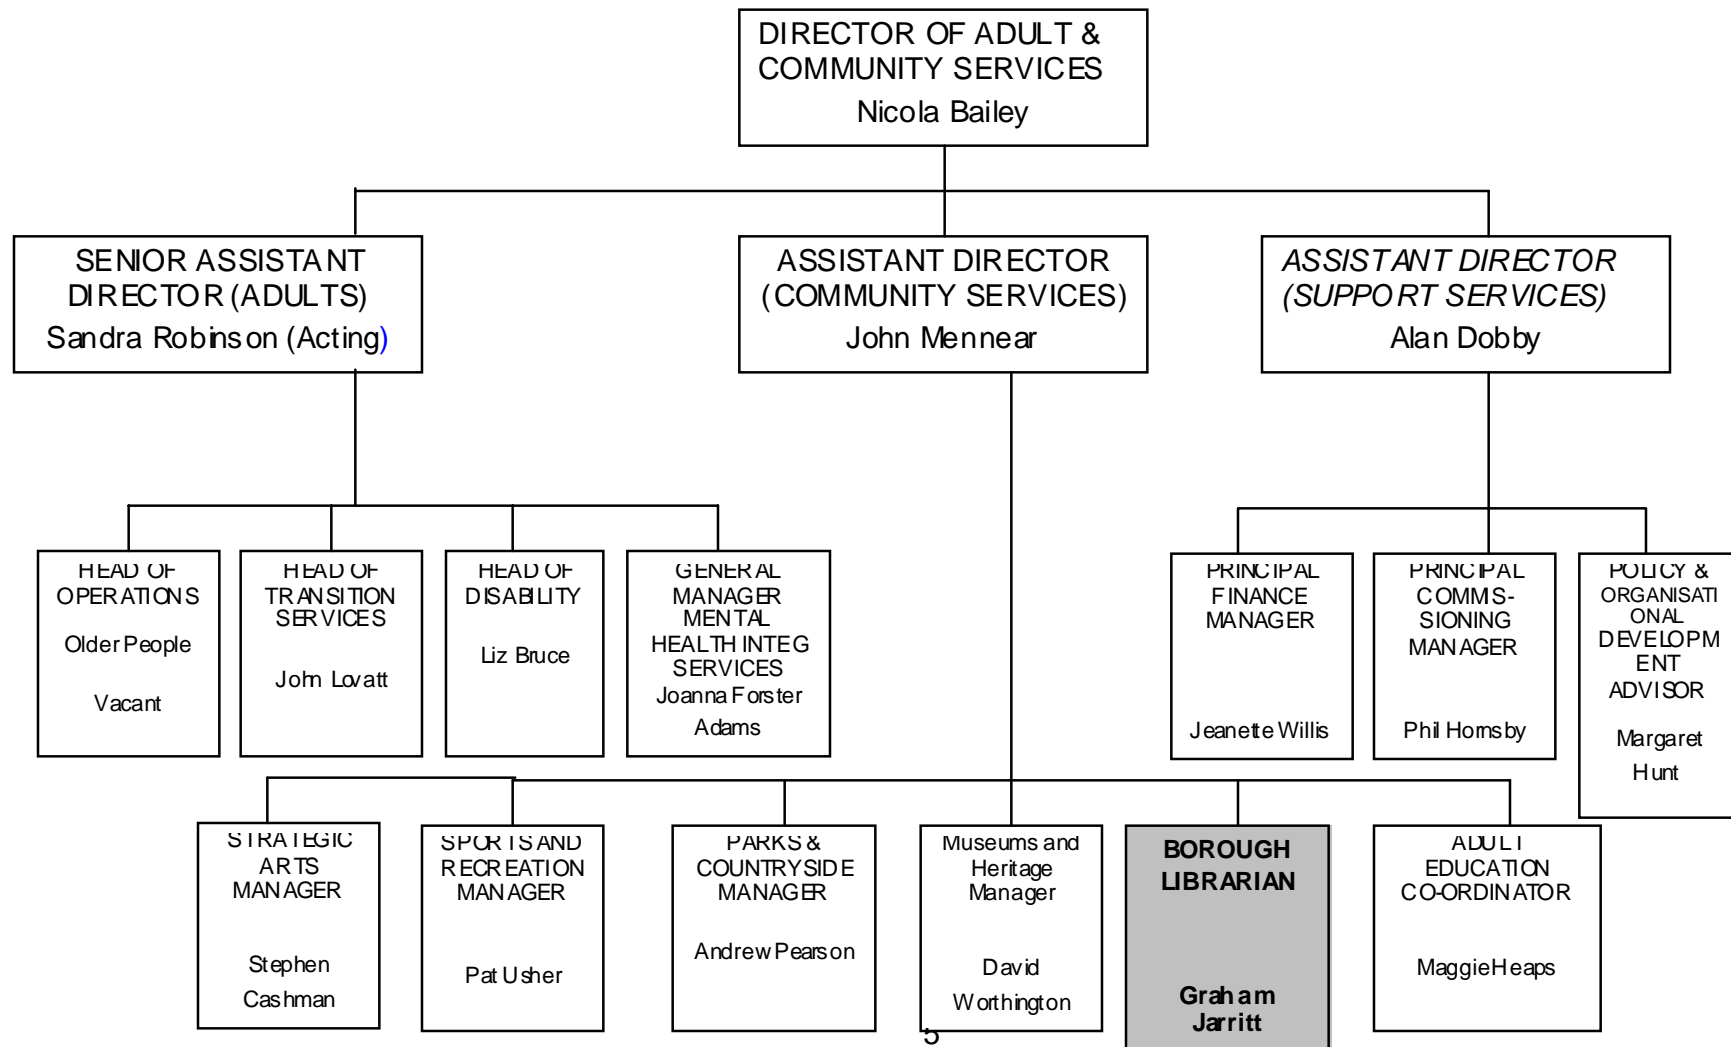 DIRECTOR OF ADULT &
COMMUNITY SERVICES
Nicola Bailey
SENIOR ASSISTANT
DIRECTOR (ADULTS)
Sandra Robinson (Acting)
ASSISTANT DIRECTOR
(COMMUNITY SERVICES)
John Mennear
ASSISTANT DIRECTOR
(SUPPORT SERVICES)
Alan Dobby
HEAD OF
OPERATIONS
Older People
Vacant
HEAD OF
TRANSITION
SERVICES
John Lovatt
HEAD OF
DISABILITY
Liz Bruce
GENERAL
MANAGER
MENTAL
HEALTH INTEG
SERVICES
Joanna Forster
Adams
PRINCIPAL
FINANCE
MANAGER
Jeanette Willis
PRINCIPAL
COMMIS-
SIONING
MANAGER
Phil Hornsby
POLICY &
ORGANISATI
ONAL
DEVELOPM
ENT
ADVISOR
Margaret
Hunt
STRATEGIC
ARTS
MANAGER
Stephen
Cashman
SPORTS AND
RECREATION
MANAGER
Pat Usher
PARKS &
COUNTRYSIDE
MANAGER
Andrew Pearson
Museums and
Heritage
Manager
David
Worthington
BOROUGH
LIBRARIAN
Graham
Jarritt
ADULT
EDUCATION
CO-ORDINATOR
Maggie Heaps
5